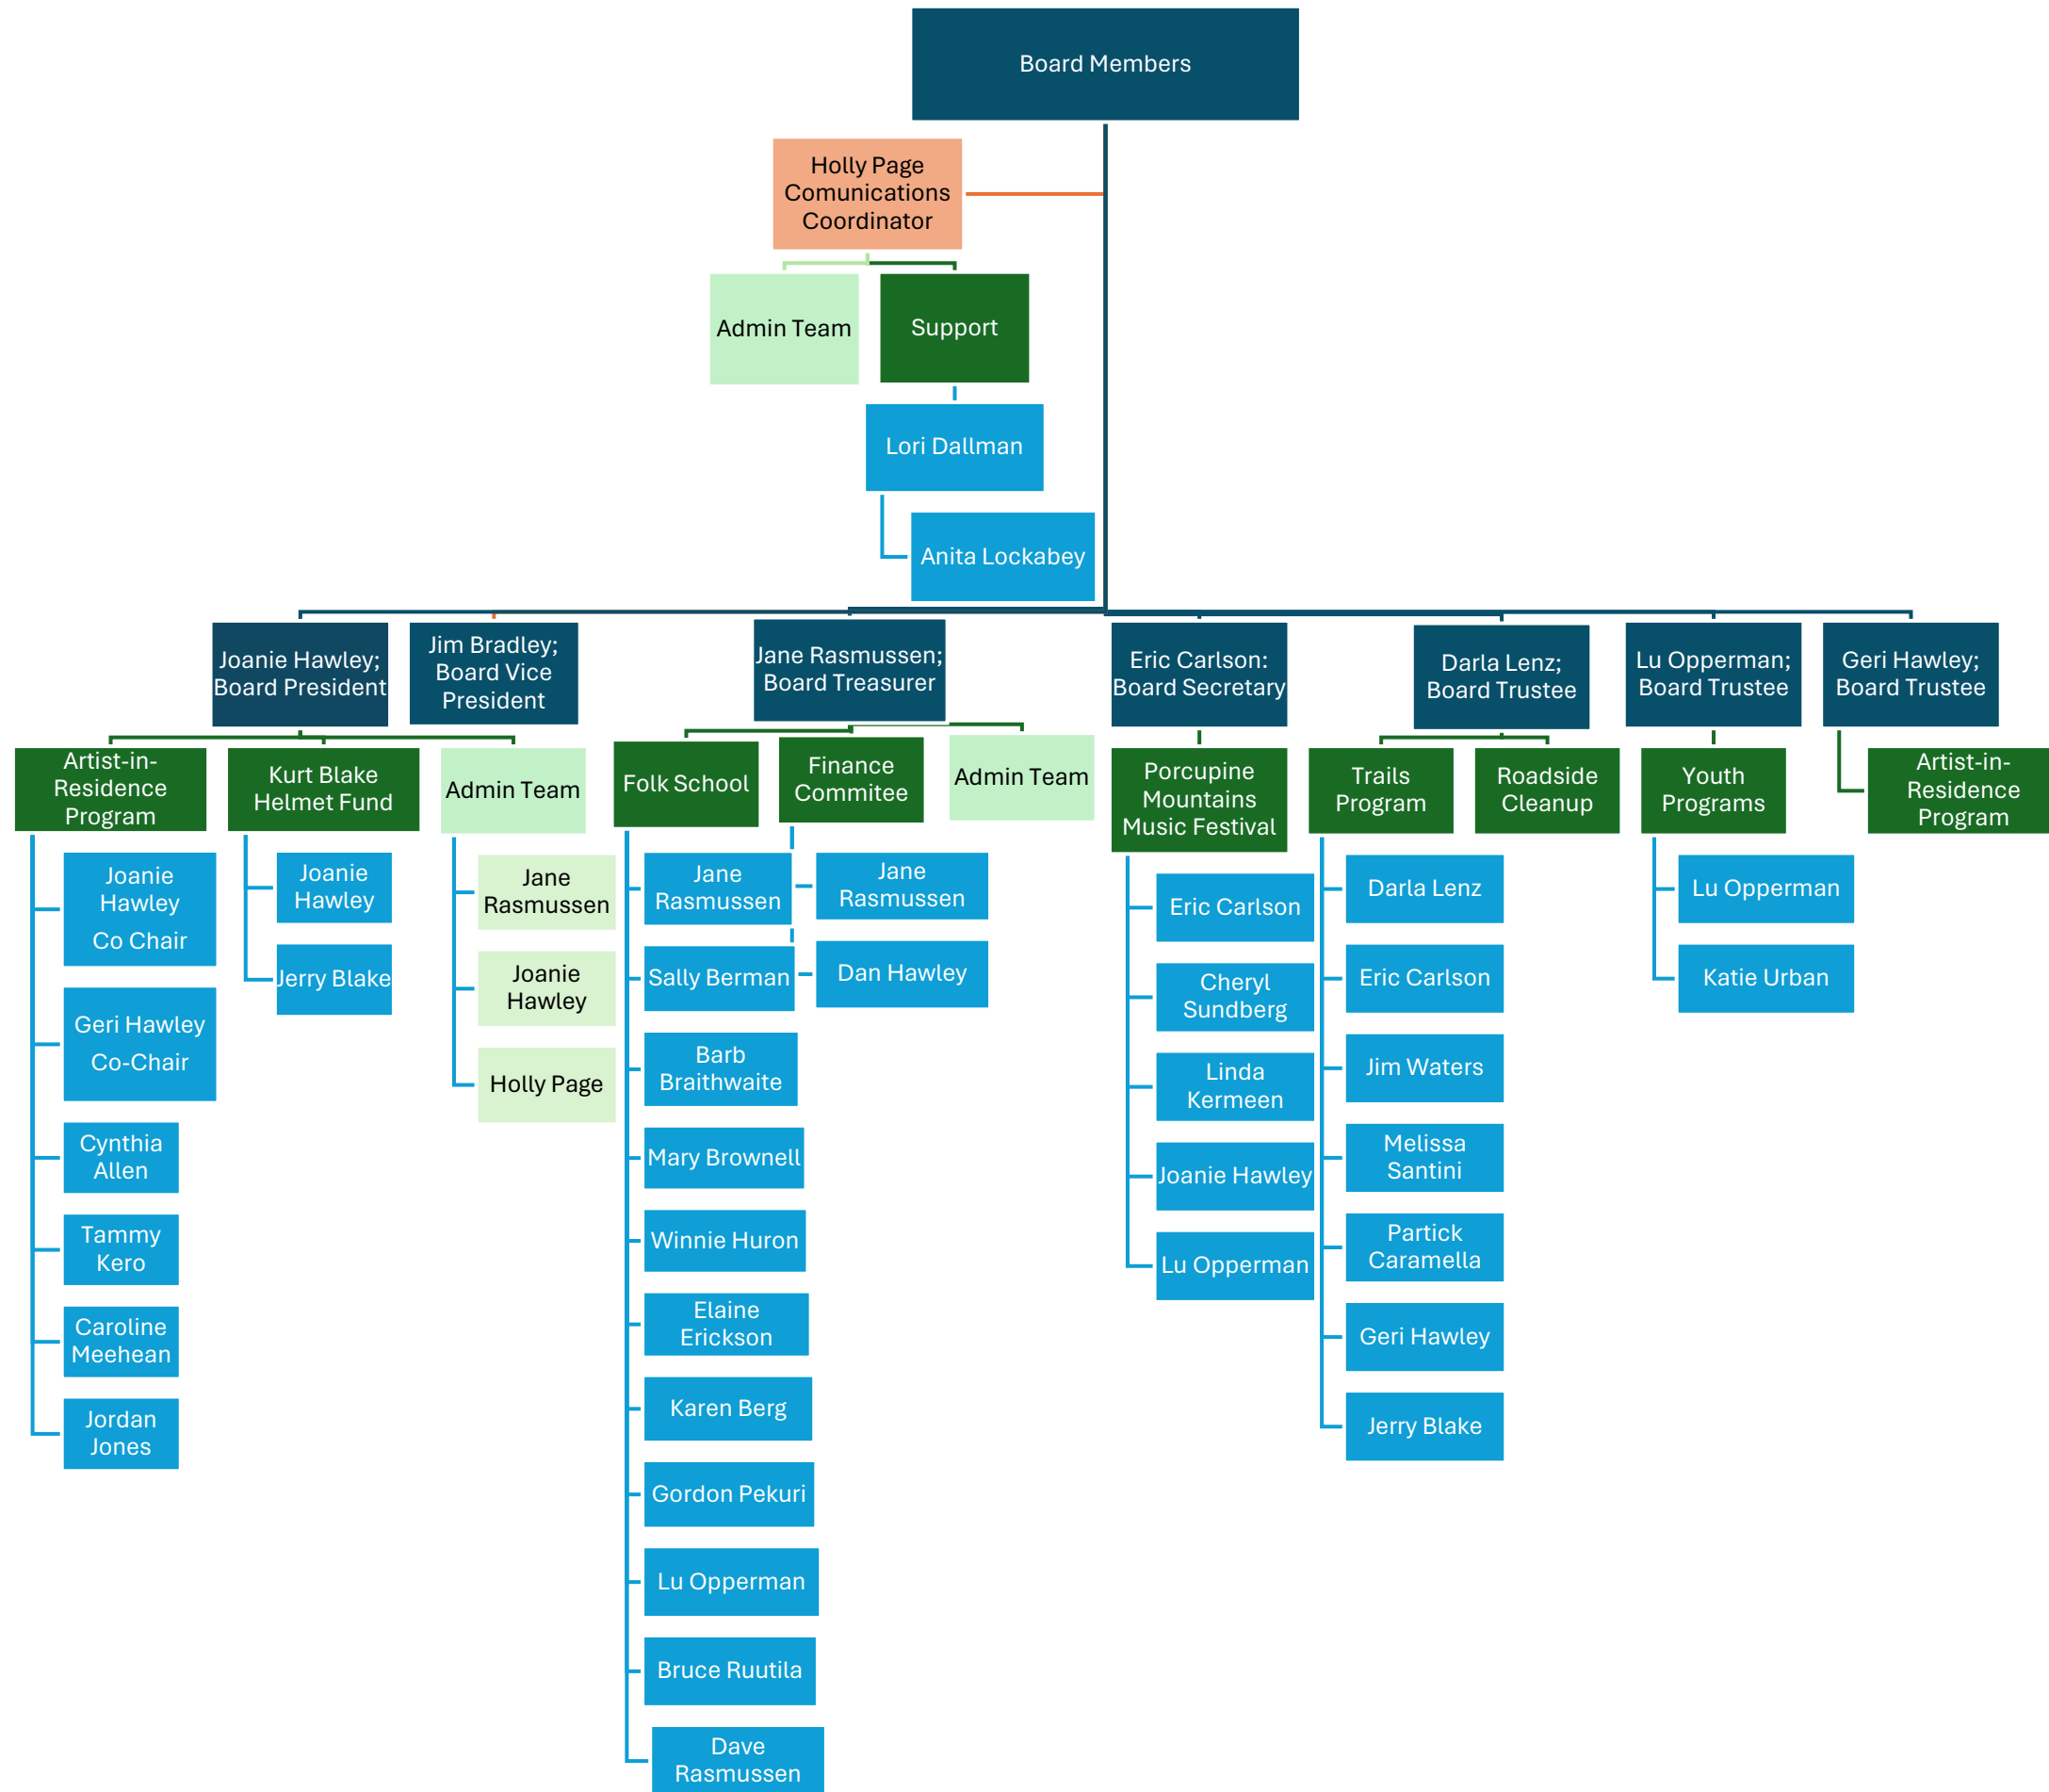 Board Members
Holly Page
Comunications
Coordinator
Admin Team
Support
Lori Dallman
Anita Lockabey
Joanie Hawley;
Board President
Jim Bradley;
Board Vice
President
Jane Rasmussen;
Board Treasurer
Eric Carlson:
Board Secretary
Darla Lenz;
Board Trustee
Lu Opperman;
Board Trustee
Geri Hawley;
Board Trustee
Artist-in-
Residence
Program
Joanie
Hawley
Co Chair
Geri Hawley
Co-Chair
Cynthia
Allen
Tammy
Kero
Caroline
Meehean
Jordan
Jones
Kurt Blake
Helmet Fund
Joanie
Hawley
Jerry Blake
Admin Team
Jane
Rasmussen
Joanie
Hawley
Holly Page
Folk School
Jane
Rasmussen
Sally Berman
Barb
Braithwaite
Mary Brownell
Winnie Huron
Elaine
Erickson
Karen Berg
Gordon Pekuri
Lu Opperman
Bruce Ruutila
Dave
Rasmussen
Finance
Commitee
Jane
Rasmussen
Dan Hawley
Admin Team
Porcupine
Mountains
Music Festival
Eric Carlson
Cheryl
Sundberg
Linda
Kermeen
Joanie Hawley
Lu Opperman
Trails
Program
Darla Lenz
Eric Carlson
Jim Waters
Melissa
Santini
Partick
Caramella
Geri Hawley
Jerry Blake
Roadside
Cleanup
Youth
Programs
Lu Opperman
Katie Urban
Artist-in-
Residence
Program